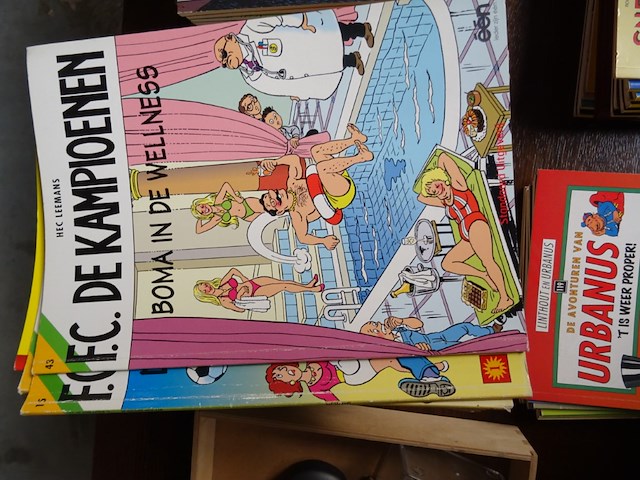 HEC LEEMANS
F.C. DE KAMPIOENEN
BOMA IN DE WELLNESS
43
één
F.C.
15
LINTHOUT EN URBANUS
DE AVONTUREN VAN
URBANUS
'T IS WEER PROPER!